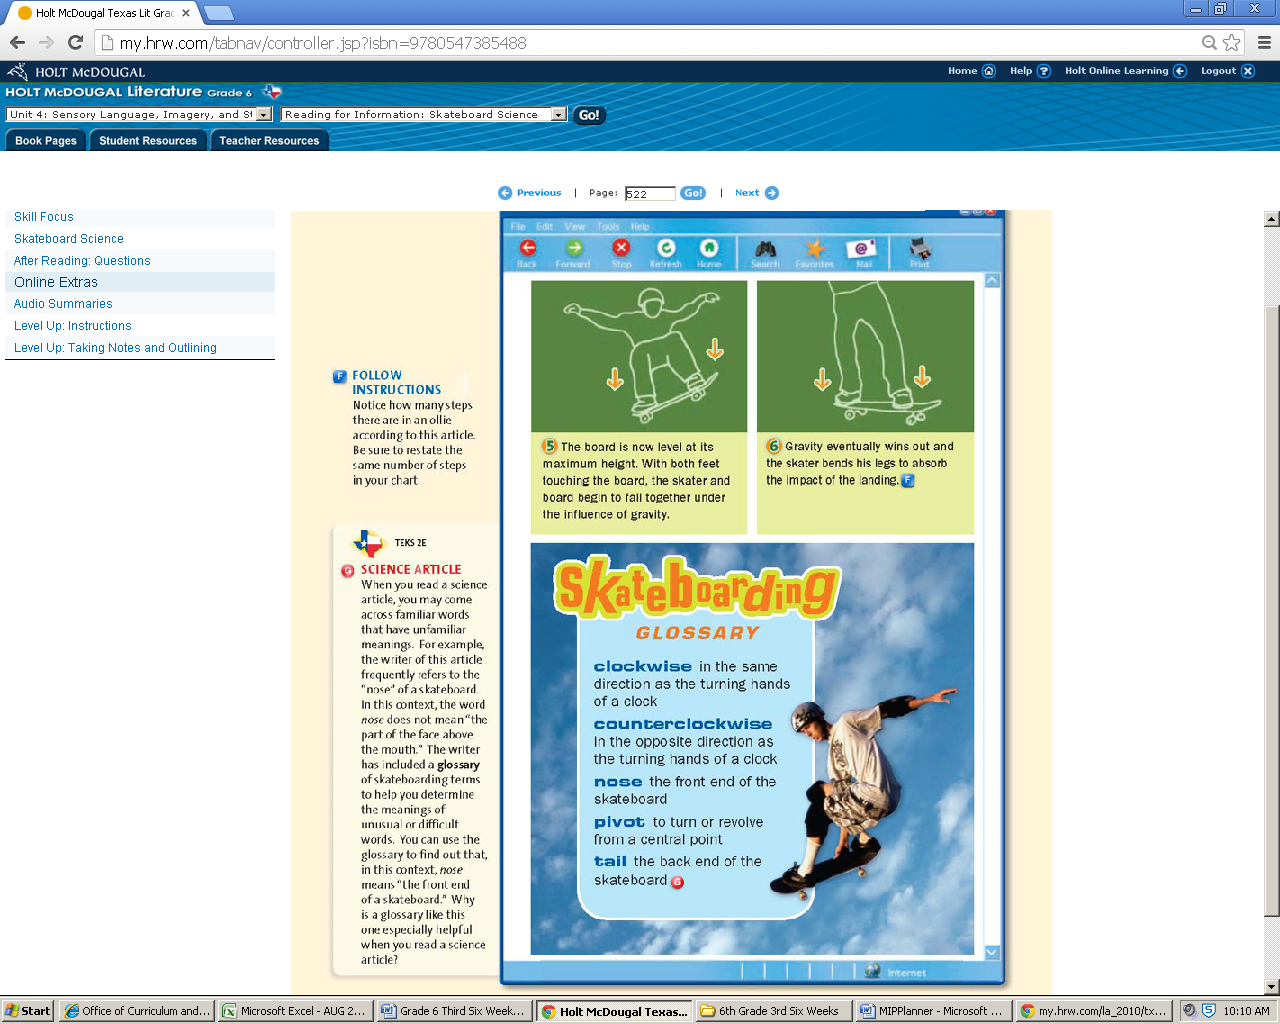 Holt McDougal Texas Lit Grad
my.hrw.com/tabnav/controller.jsp?isbn=9780547385488
HOLT MCDOUGAL
Home
Help
Holt Online Learning
Logout
HOLT McDOUGAL Literature Grade 6
Unit 4: Sensory Language, Imagery, and St
Reading for Information: Skateboard Science
Go!
Book Pages
Student Resources
Teacher Resources
Previous | Page: 522 Go! | Next
Skill Focus
Skateboard Science
After Reading: Questions
Online Extras
Audio Summaries
Level Up: Instructions
Level Up: Taking Notes and Outlining
File Edit View Tools Help
Back Forward Stop Refresh Home Search Favorites Mail Print
F FOLLOW
INSTRUCTIONS
Notice how many steps
there are in an ollie
according to this article.
Be sure to restate the
same number of steps
in your chart.
5 The board is now level at its
maximum height. With both feet
touching the board, the skater and
board begin to fall together under
the influence of gravity.
6 Gravity eventually wins out and
the skater bends his legs to absorb
the impact of the landing. F
TEKS 2E
G SCIENCE ARTICLE
When you read a science
article, you may come
across familiar words
that have unfamiliar
meanings. For example,
the writer of this article
frequently refers to the
"nose" of a skateboard.
In this context, the word
nose does not mean "the
part of the face above
the mouth." The writer
has included a glossary
of skateboarding terms
to help you determine
the meanings of
unusual or difficult
words. You can use the
glossary to find out that,
in this context, nose
means "the front end
of a skateboard." Why
is a glossary like this
one especially helpful
when you read a science
article?
Skateboarding
GLOSSARY
clockwise in the same
direction as the turning hands
of a clock
counterclockwise
in the opposite direction as
the turning hands of a clock
nose the front end of the
skateboard
pivot to turn or revolve
from a central point
tail the back end of the
skateboard G
Internet
Start
Office of Curriculum and...
Microsoft Excel - AUG 2...
Grade 6 Third Six Week...
Holt McDougal Texas...
6th Grade 3rd Six Weeks
MIPPlanner - Microsoft ...
my.hrw.com/la_2010/tx...
10:10 AM